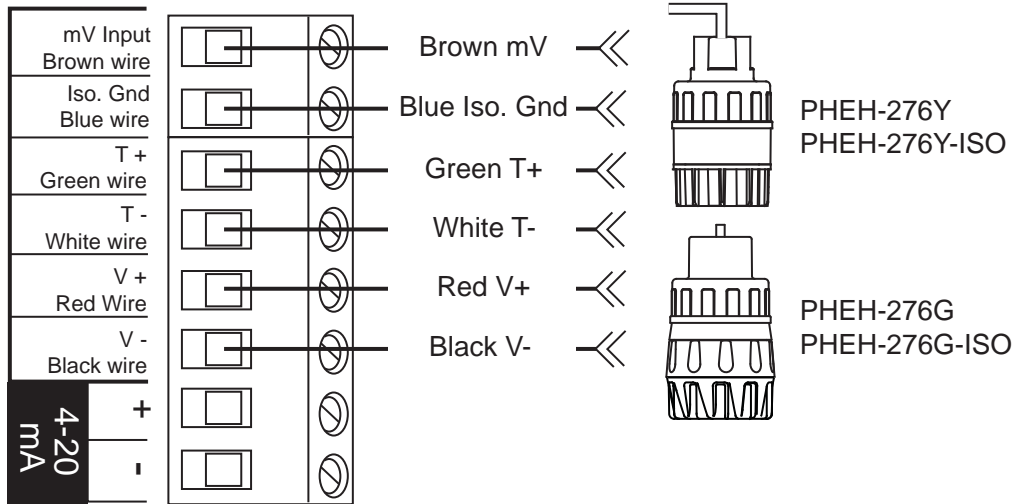 mV Input
Brown wire
Brown mV
Iso. Gnd
Blue wire
Blue Iso. Gnd
T +
Green wire
Green T+
T -
White wire
White T-
V +
Red Wire
Red V+
V -
Black wire
Black V-
4-20
mA
+
-
PHEH-276Y
PHEH-276Y-ISO
PHEH-276G
PHEH-276G-ISO